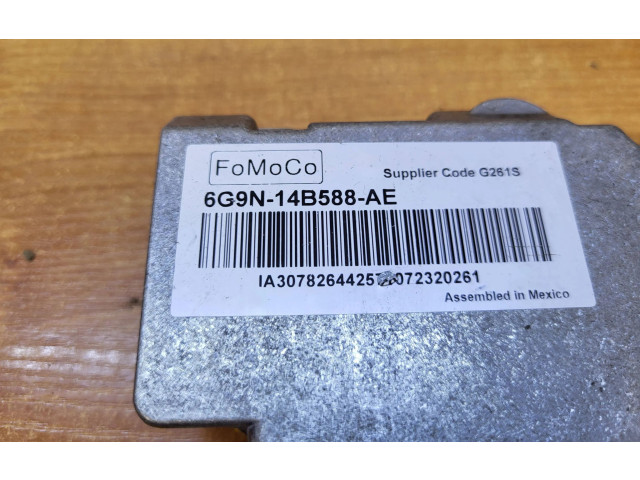 FoMoCo
Supplier Code G261S
6G9N-14B588-AE
Assembled in Mexico